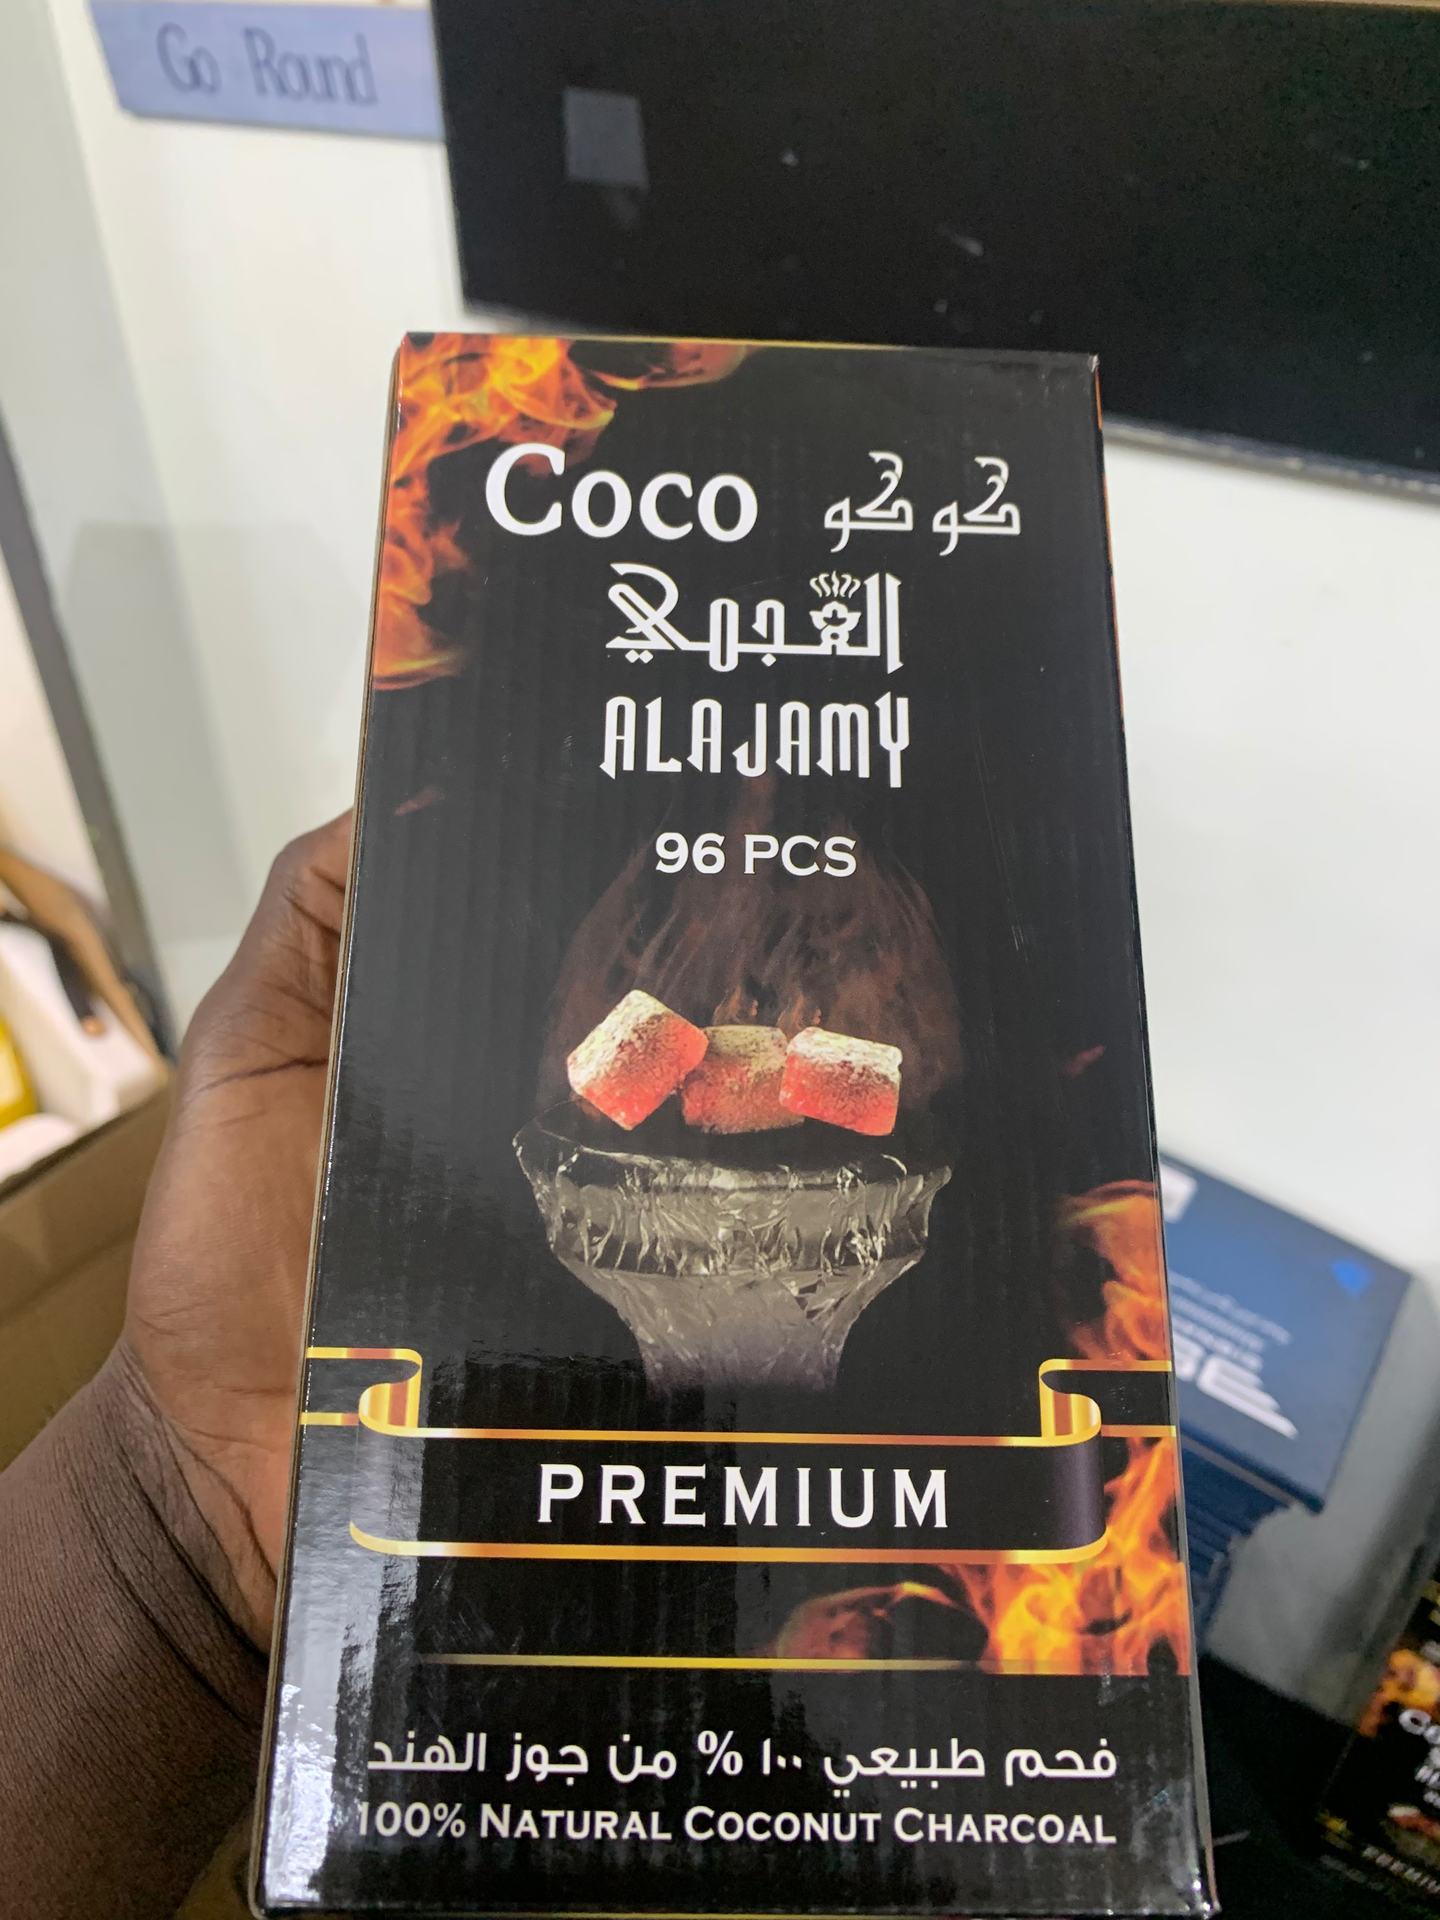 Go Round
Coco كوكو
العجمي
ALAJAMY
96 PCS
PREMIUM
فحم طبيعي ١٠٠ % من جوز الهند
100% NATURAL COCONUT CHARCOAL